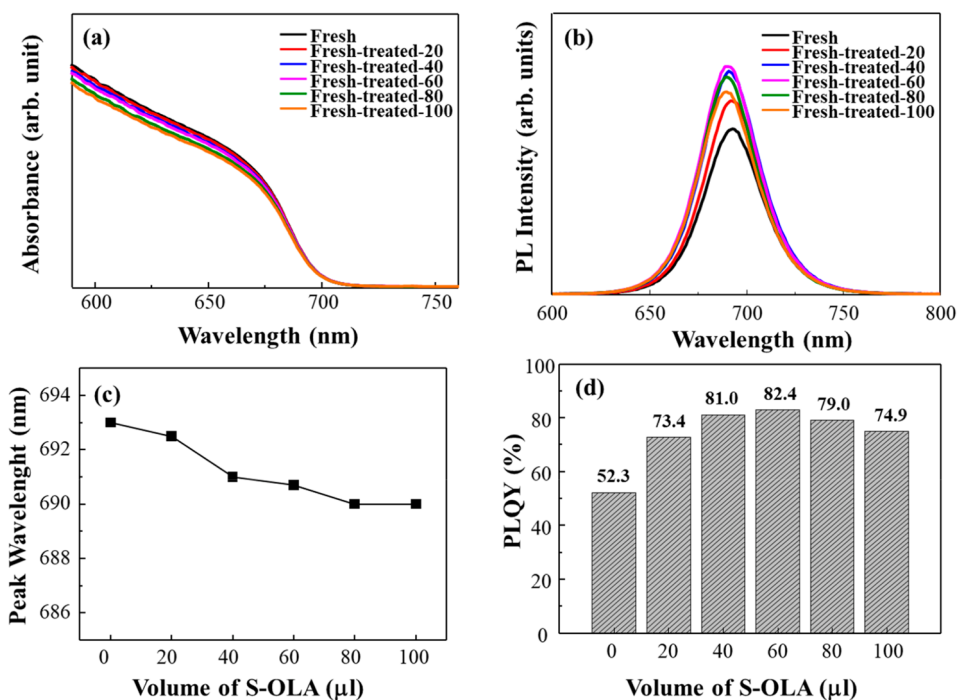 (a)
Fresh
Fresh-treated-20
Fresh-treated-40
Fresh-treated-60
Fresh-treated-80
Fresh-treated-100
Absorbance (arb. unit)
600 650 700 750
Wavelength (nm)
(b)
Fresh
Fresh-treated-20
Fresh-treated-40
Fresh-treated-60
Fresh-treated-80
Fresh-treated-100
PL Intensity (arb. units)
600 650 700 750 800
Wavelength (nm)
(c)
Peak Wavelenght (nm)
694
692
690
688
686
0 20 40 60 80 100
Volume of S-OLA (μl)
(d)
PLQY (%)
100
80
60
40
20
0
52.3
73.4
81.0
82.4
79.0
74.9
0 20 40 60 80 100
Volume of S-OLA (μl)